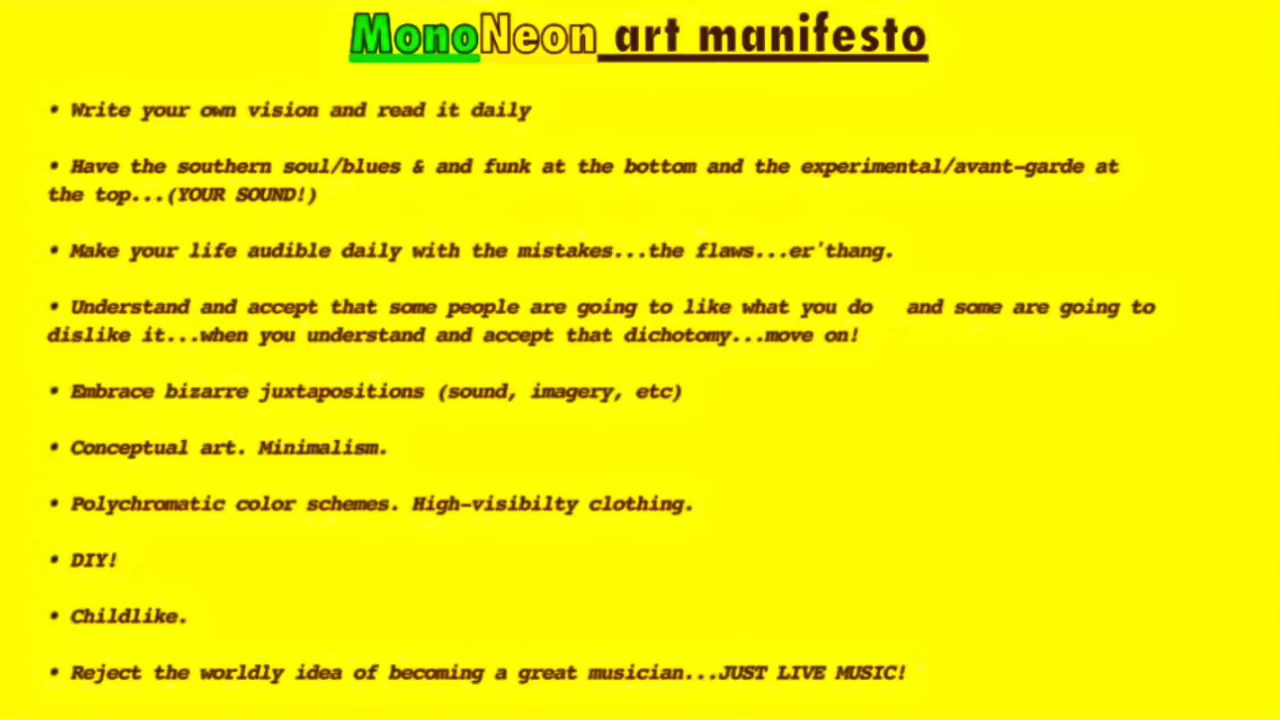 MonoNeon art manifesto
• Write your own vision and read it daily
• Have the southern soul/blues & and funk at the bottom and the experimental/avant-garde at
the top...(YOUR SOUND!)
• Make your life audible daily with the mistakes...the flaws...er'thang.
• Understand and accept that some people are going to like what you do and some are going to
dislike it...when you understand and accept that dichotomy...move on!
• Embrace bizarre juxtapositions (sound, imagery, etc)
• Conceptual art. Minimalism.
• Polychromatic color schemes. High-visibilty clothing.
• DIY!
• Childlike.
• Reject the worldly idea of becoming a great musician...JUST LIVE MUSIC!